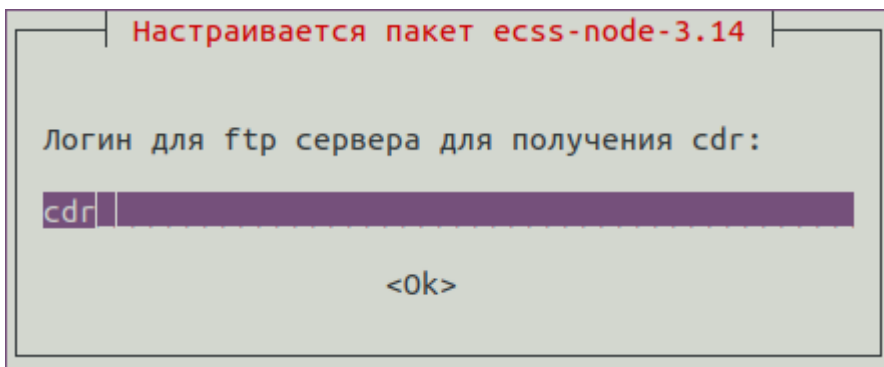 Настраивается пакет ecss-node-3.14
Логин для ftp сервера для получения cdr:
cdr
<Ok>